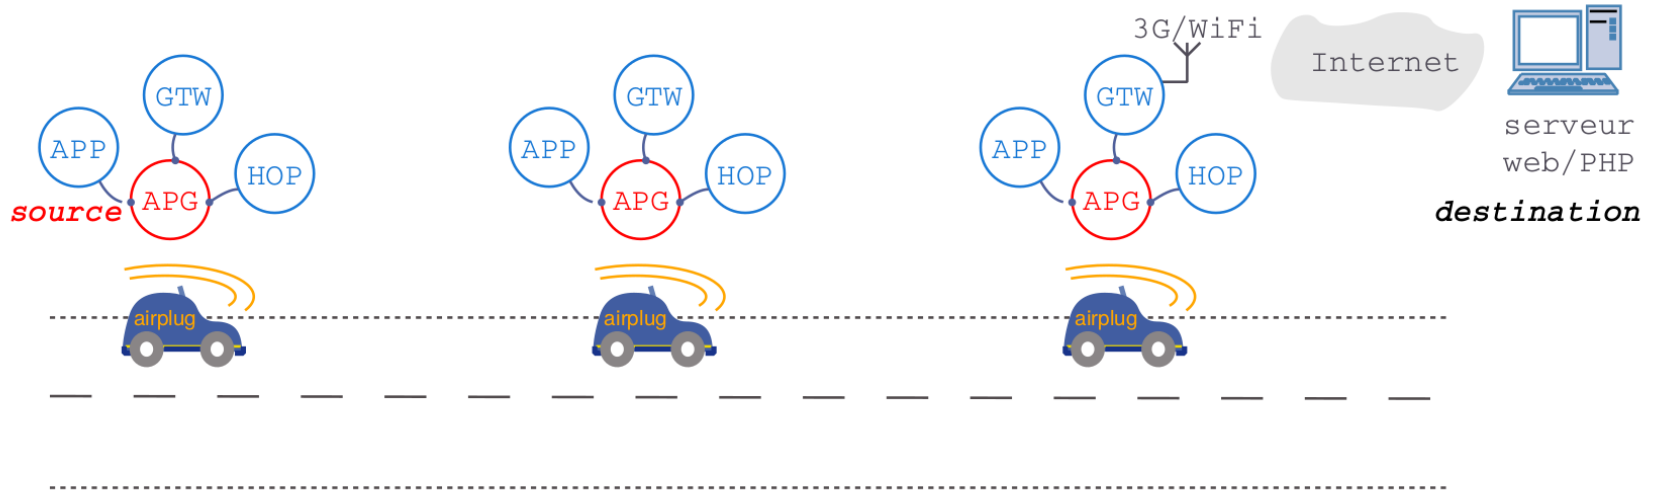 3G/WiFi
Internet
GTW
APP
HOP
APG
source
GTW
APP
HOP
APG
GTW
APP
HOP
APG
serveur
web/PHP
destination
airplug
airplug
airplug